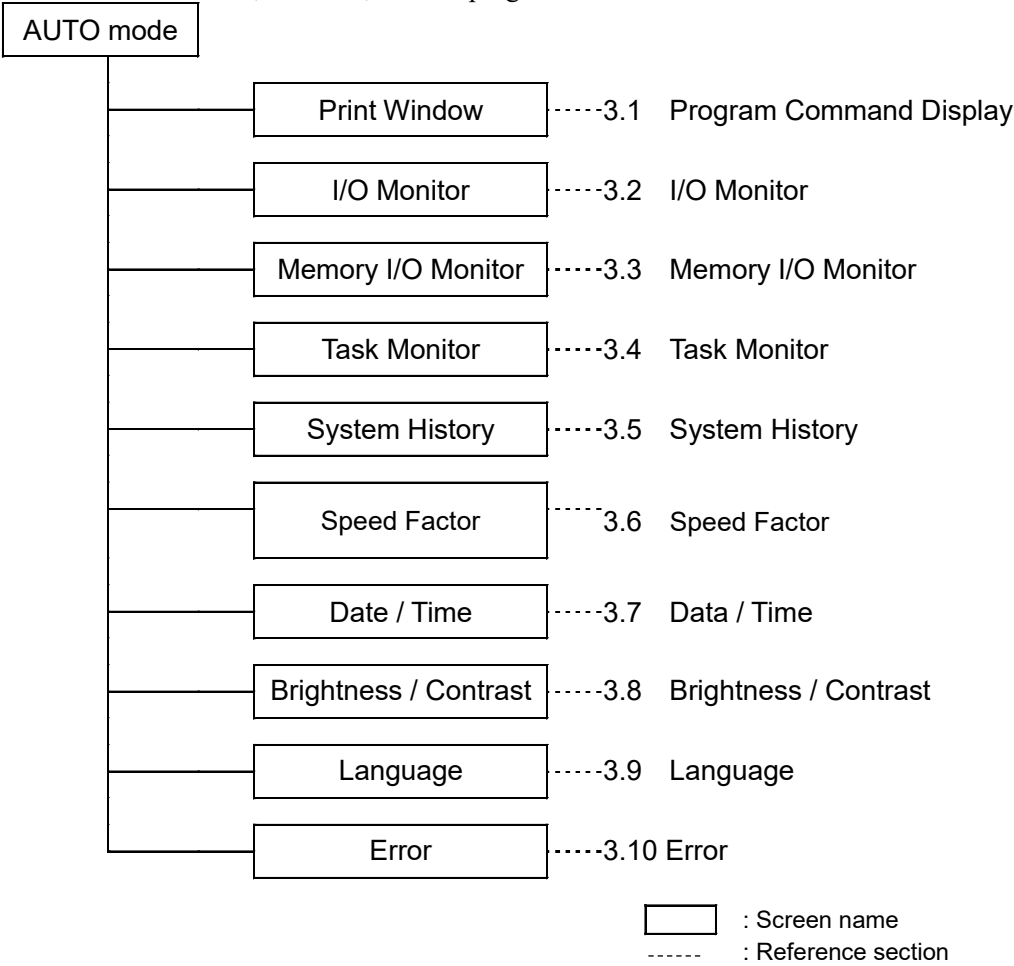 AUTO mode
Print Window 3.1 Program Command Display
I/O Monitor 3.2 I/O Monitor
Memory I/O Monitor 3.3 Memory I/O Monitor
Task Monitor 3.4 Task Monitor
System History 3.5 System History
Speed Factor 3.6 Speed Factor
Date / Time 3.7 Data / Time
Brightness / Contrast 3.8 Brightness / Contrast
Language 3.9 Language
Error 3.10 Error
: Screen name
: Reference section